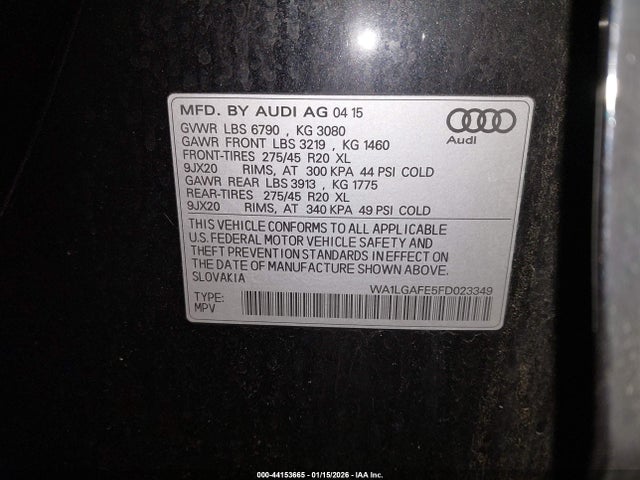 MFD. BY AUDI AG 04 15
GVWR LBS 6790 , KG 3080
GAWR FRONT LBS 3219 , KG 1460
FRONT-TIRES 275/45 R20 XL
9JX20 RIMS, AT 300 KPA 44 PSI COLD
GAWR REAR LBS 3913 , KG 1775
REAR-TIRES 275/45 R20 XL
9JX20 RIMS, AT 340 KPA 49 PSI COLD
Audi
THIS VEHICLE CONFORMS TO ALL APPLICABLE
U.S. FEDERAL MOTOR VEHICLE SAFETY AND
THEFT PREVENTION STANDARDS IN EFFECT ON
THE DATE OF MANUFACTURE SHOWN ABOVE.
SLOVAKIA
WA1LGAFE5FD023349
TYPE:
MPV
000-44153665 - 01/15/2026 - IAA Inc.